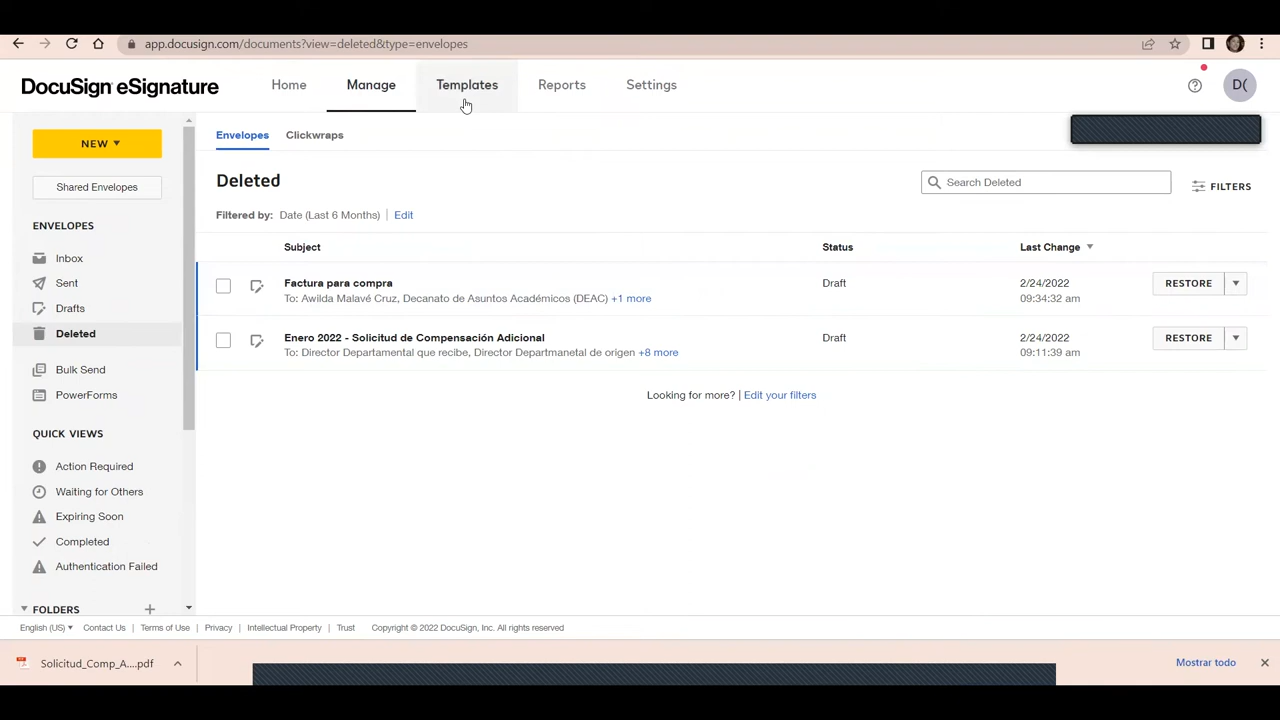 app.docusign.com/documents?view=deleted&type=envelopes
DocuSign eSignature
Home
Manage
Templates
Reports
Settings
D(
NEW
Shared Envelopes
ENVELOPES
Inbox
Sent
Drafts
Deleted
Bulk Send
PowerForms
QUICK VIEWS
Action Required
Waiting for Others
Expiring Soon
Completed
Authentication Failed
FOLDERS
Envelopes
Clickwraps
Deleted
Search Deleted
FILTERS
Filtered by: Date (Last 6 Months) | Edit
Subject
Status
Last Change
Factura para compra
To: Awilda Malavé Cruz, Decanato de Asuntos Académicos (DEAC) +1 more
Draft
2/24/2022
09:34:32 am
RESTORE
Enero 2022 - Solicitud de Compensación Adicional
To: Director Departamental que recibe, Director Departmanetal de origen +8 more
Draft
2/24/2022
09:11:39 am
RESTORE
Looking for more? | Edit your filters
English (US) | Contact Us | Terms of Use | Privacy | Intellectual Property | Trust Copyright © 2022 DocuSign, Inc. All rights reserved
Solicitud_Comp_A....pdf
Mostrar todo